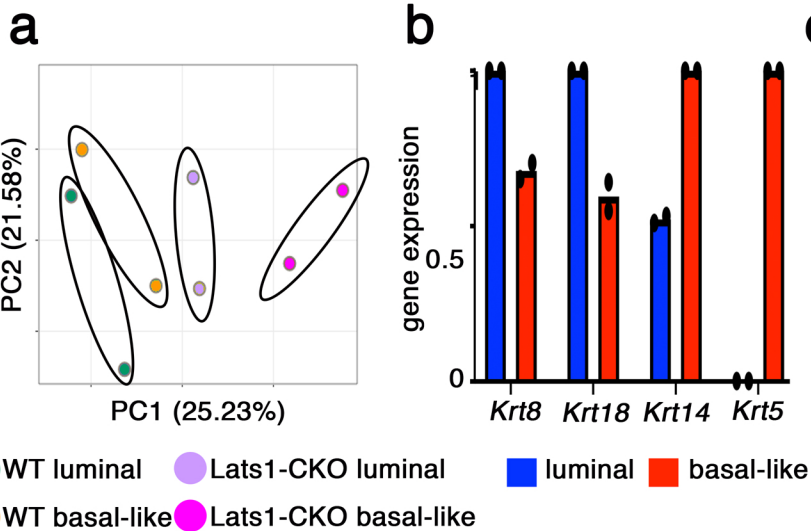 a
b
PC2 (21.58%)
PC1 (25.23%)
gene expression
0.5
0
Krt8 Krt18 Krt14 Krt5
WT luminal Lats1-CKO luminal
WT basal-like Lats1-CKO basal-like
luminal basal-like